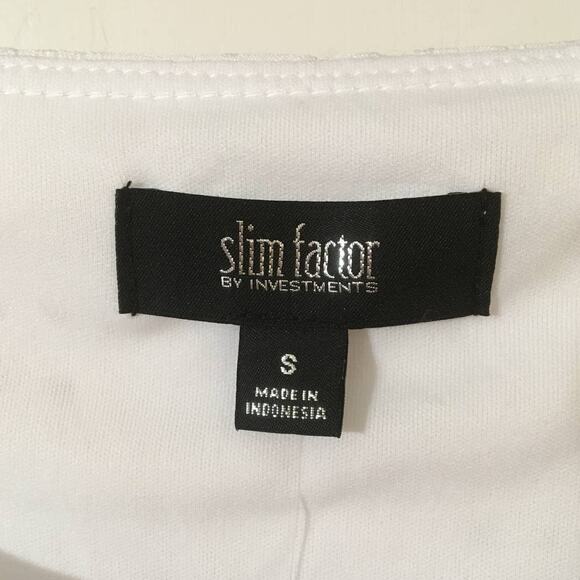 slim factor
BY INVESTMENTS
S
MADE IN
INDONESIA